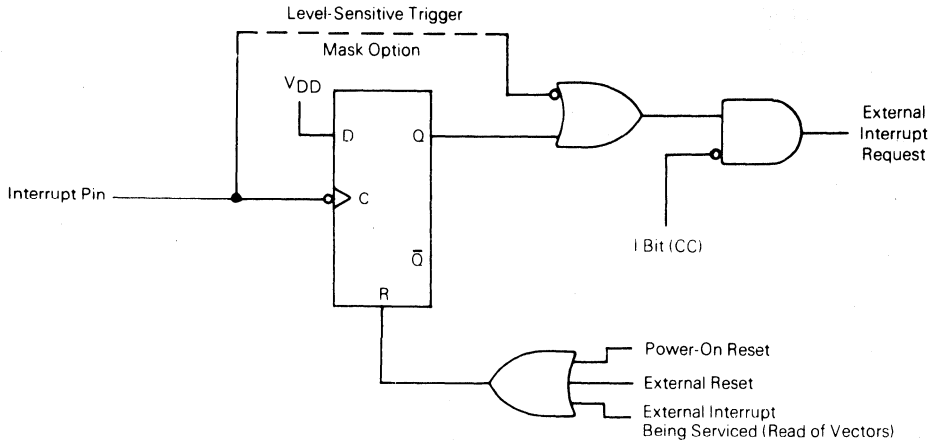 Level-Sensitive Trigger
Mask Option
VDD
D
Q
External
Interrupt
Request
Interrupt Pin
C
I Bit (CC)
Q̅
R
Power-On Reset
External Reset
External Interrupt
Being Serviced (Read of Vectors)